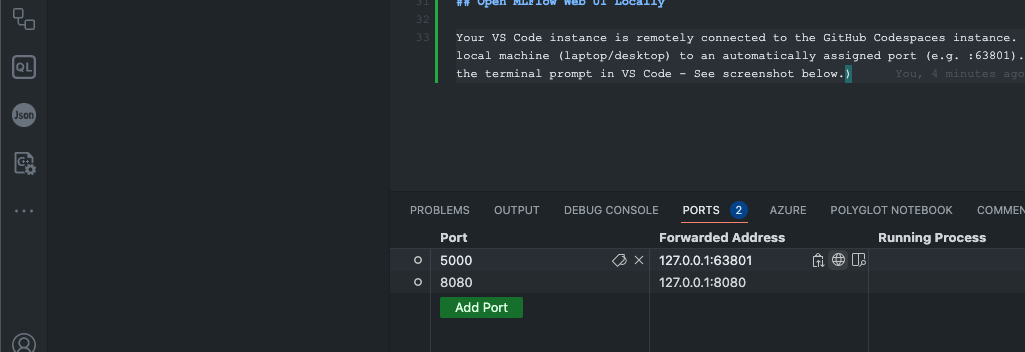 31 ## Open MLFlow Web UI Locally
32
33 Your VS Code instance is remotely connected to the GitHub Codespaces instance.
local machine (laptop/desktop) to an automatically assigned port (e.g. :63801).
the terminal prompt in VS Code - See screenshot below.) You, 4 minutes ago
QL
Json
PROBLEMS OUTPUT DEBUG CONSOLE PORTS 2 AZURE POLYGLOT NOTEBOOK COMMEN
Port Forwarded Address Running Process
5000 127.0.0.1:63801
8080 127.0.0.1:8080
Add Port